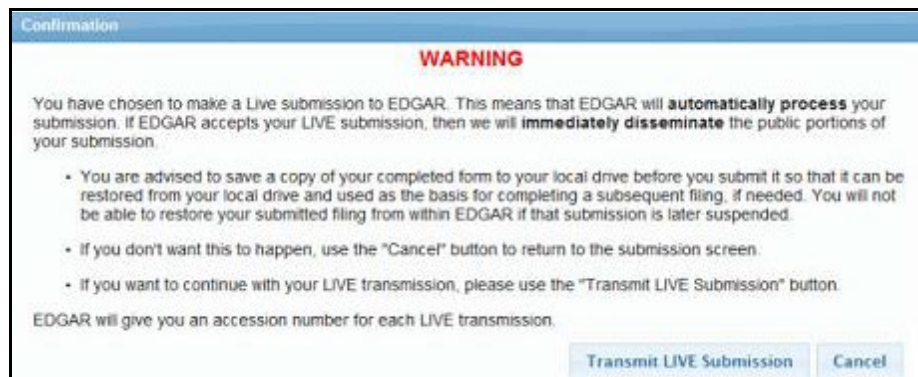 Confirmation
WARNING
You have chosen to make a Live submission to EDGAR. This means that EDGAR will automatically process your
submission. If EDGAR accepts your LIVE submission, then we will immediately disseminate the public portions of
your submission.
• You are advised to save a copy of your completed form to your local drive before you submit it so that it can be
restored from your local drive and used as the basis for completing a subsequent filing, if needed. You will not
be able to restore your submitted filing from within EDGAR if that submission is later suspended.
• If you don't want this to happen, use the "Cancel" button to return to the submission screen.
• If you want to continue with your LIVE transmission, please use the "Transmit LIVE Submission" button.
EDGAR will give you an accession number for each LIVE transmission.
Transmit LIVE Submission Cancel